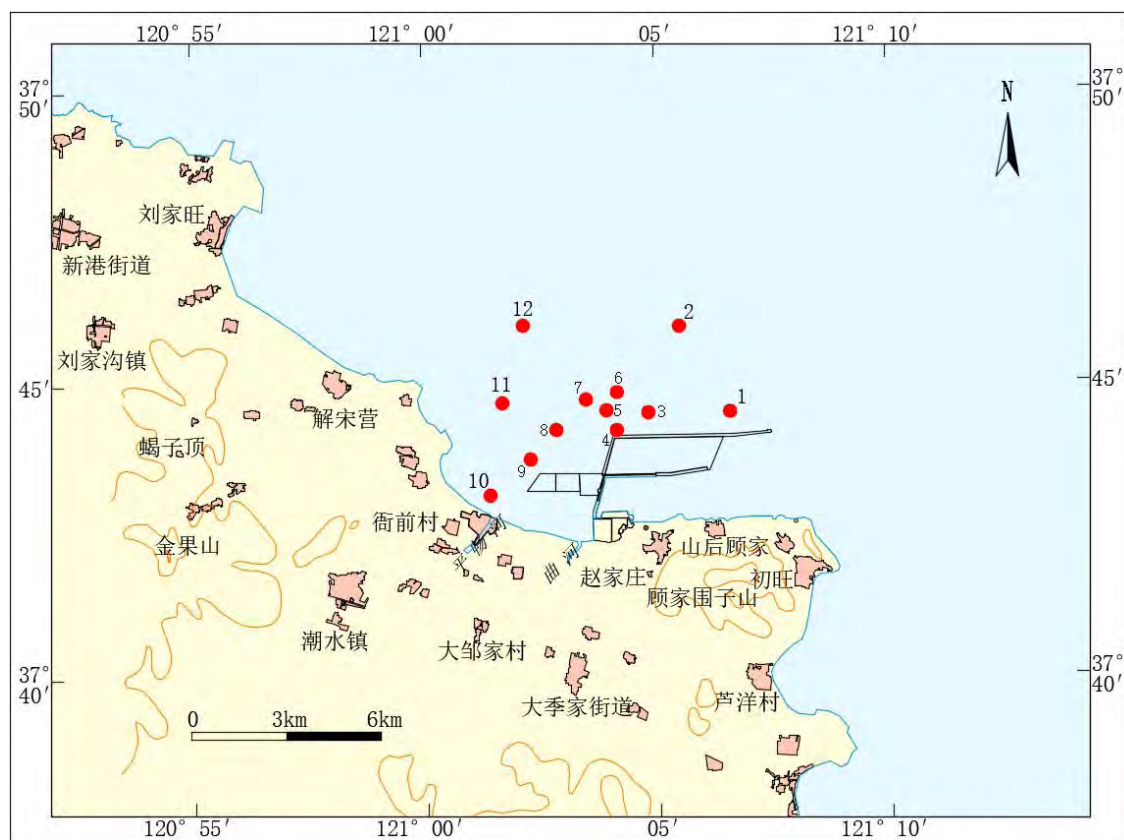 120° 55′ 121° 00′ 05′ 121° 10′
37° 50′
37° 50′
N
刘家旺
新港街道
12
2
刘家沟镇
45′
45′
11
7
6
5
3
1
解宋营
8
4
蝎子顶
9
10
衙前村
金果山
平畅河
曲河
赵家庄
山后顾家
初旺
顾家围子山
潮水镇
大邹家村
37° 40′
37° 40′
大季家街道
芦洋村
0 3km 6km
120° 55′ 121° 00′ 05′ 121° 10′